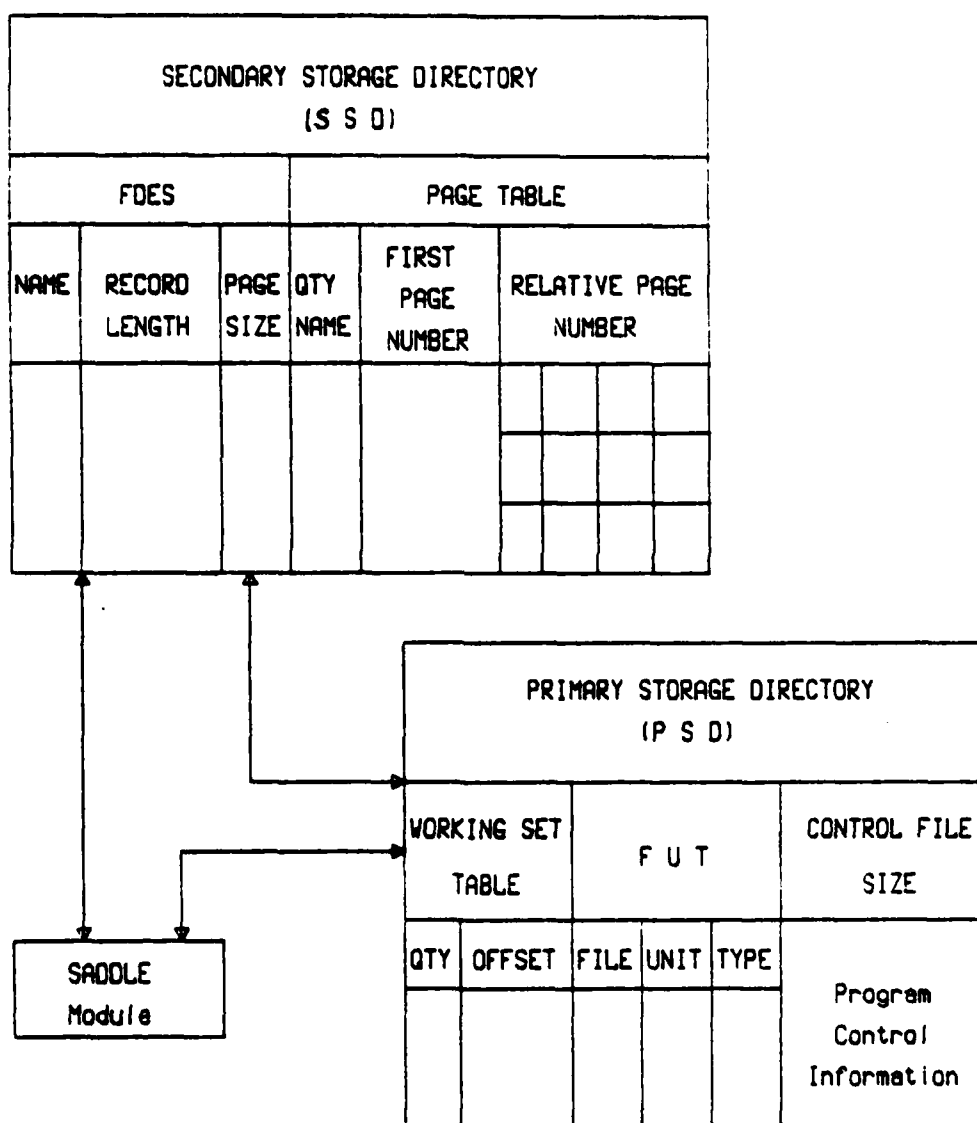 SECONDARY STORAGE DIRECTORY
(S S D)
FDES
PAGE TABLE
NAME
RECORD
LENGTH
PAGE
SIZE
QTY
NAME
FIRST
PAGE
NUMBER
RELATIVE PAGE
NUMBER
PRIMARY STORAGE DIRECTORY
(P S D)
WORKING SET
TABLE
F U T
CONTROL FILE
SIZE
QTY
OFFSET
FILE
UNIT
TYPE
Program
Control
Information
SADDLE
Module